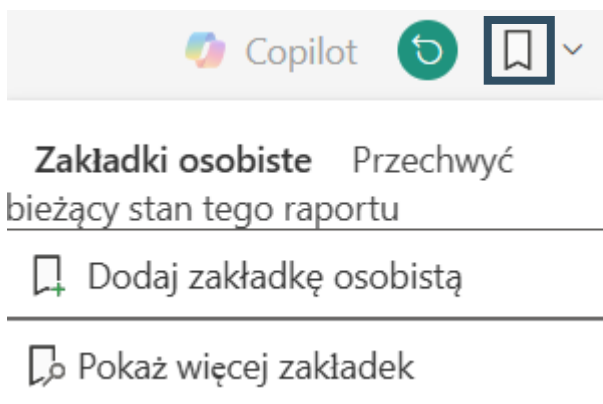 Copilot
Zakładki osobiste Przechwyć
bieżący stan tego raportu
Dodaj zakładkę osobistą
Pokaż więcej zakładek